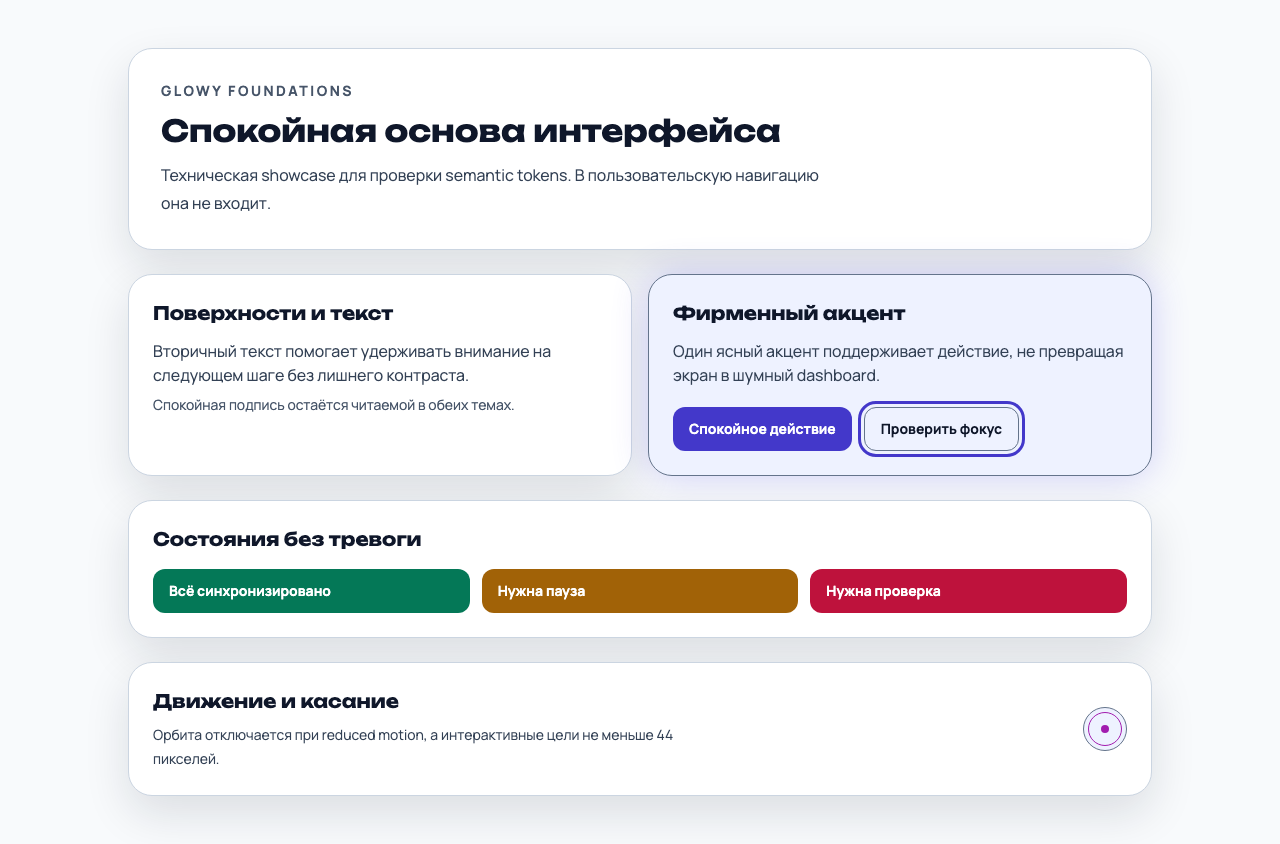 GLOWY FOUNDATIONS
Спокойная основа интерфейса
Техническая showcase для проверки semantic tokens. В пользовательскую навигацию
она не входит.
Поверхности и текст
Вторичный текст помогает удерживать внимание на
следующем шаге без лишнего контраста.
Спокойная подпись остаётся читаемой в обеих темах.
Фирменный акцент
Один ясный акцент поддерживает действие, не превращая
экран в шумный dashboard.
Спокойное действие
Проверить фокус
Состояния без тревоги
Всё синхронизировано
Нужна пауза
Нужна проверка
Движение и касание
Орбита отключается при reduced motion, а интерактивные цели не меньше 44
пикселей.